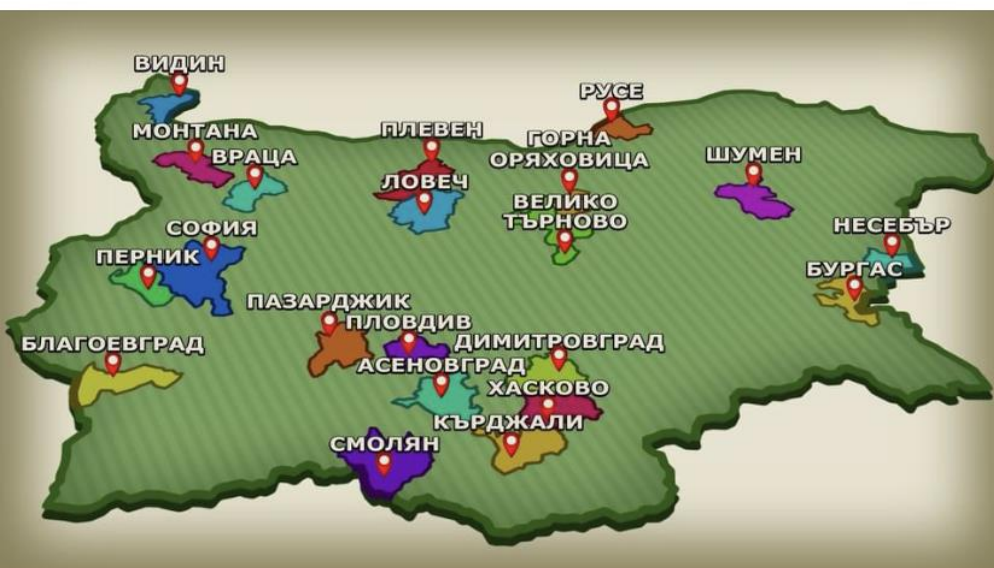 ВИДИН
РУСЕ
МОНТАНА
ПЛЕВЕН
ГОРНА
ОРЯХОВИЦА
ВРАЦА
ШУМЕН
ЛОВЕЧ
ВЕЛИКО
ТЪРНОВО
СОФИЯ
НЕСЕБЪР
ПЕРНИК
БУРГАС
ПАЗАРДЖИК
ПЛОВДИВ
БЛАГОЕВГРАД
ДИМИТРОВГРАД
АСЕНОВГРАД
ХАСКОВО
КЪРДЖАЛИ
СМОЛЯН